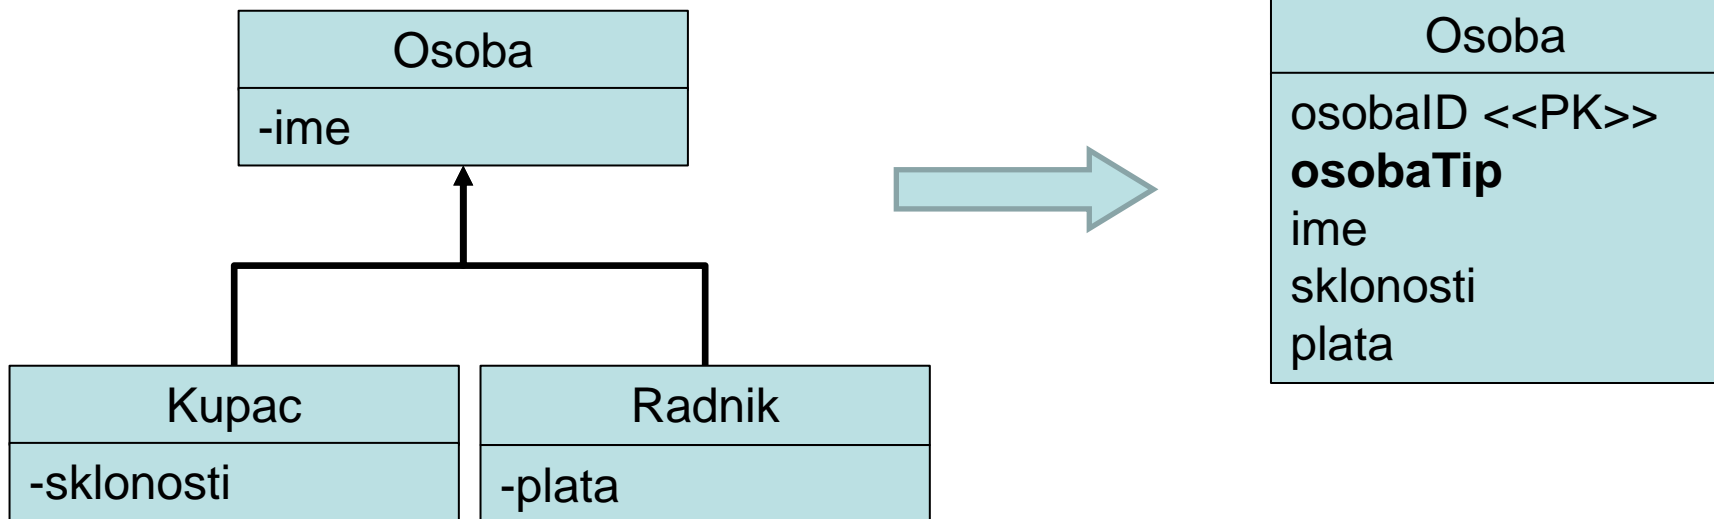 Osoba
-ime
Kupac
-sklonosti
Radnik
-plata
Osoba
osobaID <<PK>>
osobaTip
ime
sklonosti
plata